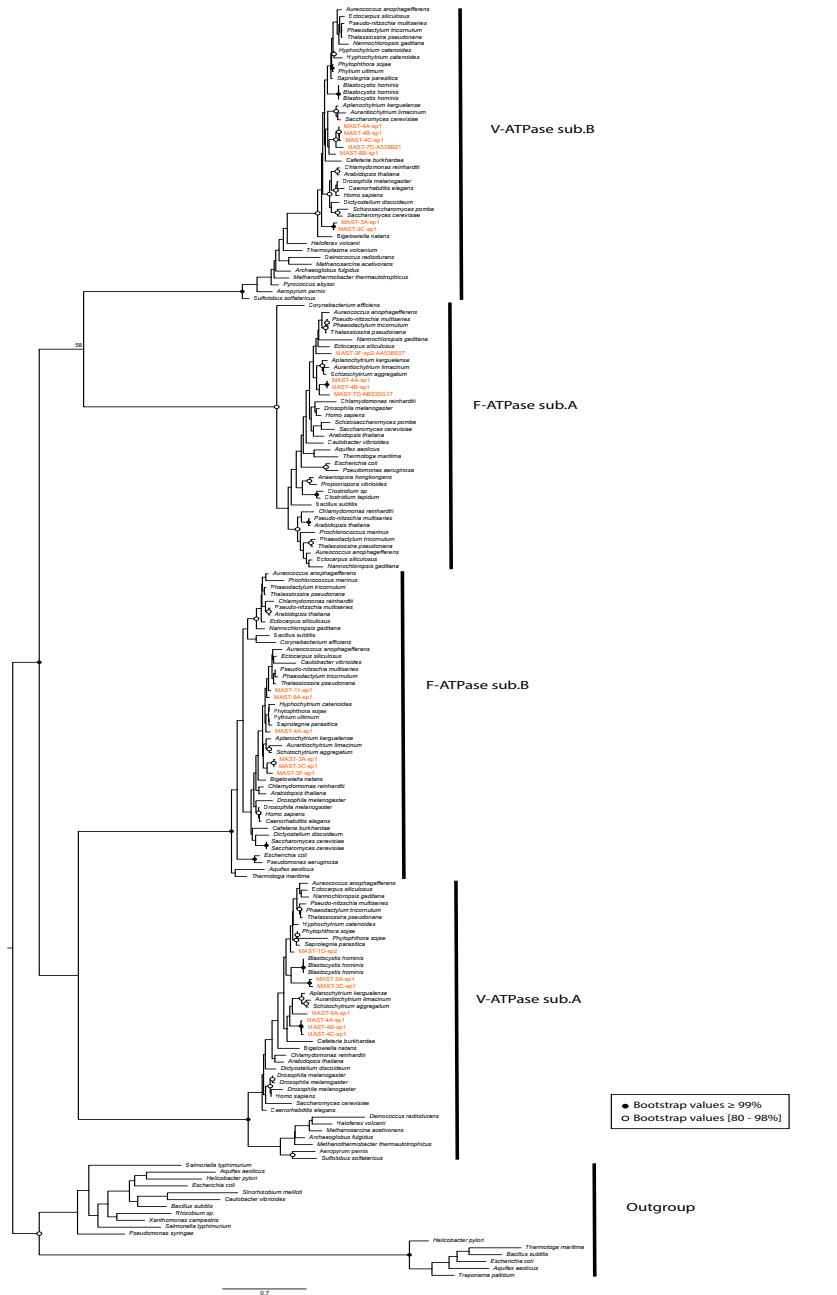 Aureococcus anophagefferens
Ectocarpus siliculosus
Pseudo-nitzschia multiseries
Phaeodactylum tricornutum
Thalassiosira pseudonana
Nannochloropsis gaditana
Hyphochytrium catenoides
Hyphochytrium catenoides
Phytophthora sojae
Phytium ultimum
Saprolegnia parasitica
Blastocystis hominis
Blastocystis hominis
Blastocystis hominis
Aplanochytrium kerguelense
Aurantiochytrium limacinum
Saccharomyces cerevisiae
MAST-4A-sp1
MAST-4B-sp1
MAST-4C-sp1
MAST-7D-A538B21
MAST-8B-sp1
Cafeteria burkhardae
Chlamydomonas reinhardtii
Arabidopsis thaliana
Drosophila melanogaster
Caenorhabditis elegans
Homo sapiens
Dictyostelium discoideum
Schizosaccharomyces pombe
Saccharomyces cerevisiae
MAST-3A-sp1
MAST-3C-sp1
Bigelowiella natans
Haloferax volcanii
Thermoplasma volcanium
Deinococcus radiodurans
Methanosarcina acetivorans
Archaeoglobus fulgidus
Methanothermobacter thermautotrophicus
Pyrococcus abyssi
Aeropyrum pernix
Sulfolobus solfataricus
V-ATPase sub.B
Corynebacterium efficiens
Aureococcus anophagefferens
Pseudo-nitzschia multiseries
Phaeodactylum tricornutum
Thalassiosira pseudonana
Nannochloropsis gaditana
Ectocarpus siliculosus
MAST-3F-sp2-AA538E07
Aplanochytrium kerguelense
Aurantiochytrium limacinum
Schizochytrium aggregatum
MAST-4A-sp1
MAST-4B-sp1
MAST-7D-AB535G17
Chlamydomonas reinhardtii
Drosophila melanogaster
Homo sapiens
Schizosaccharomyces pombe
Saccharomyces cerevisiae
Arabidopsis thaliana
Caulobacter vibrioides
Aquifex aeolicus
Thermotoga maritima
Escherichia coli
Pseudomonas aeruginosa
Anaerospora hongkongens
Propionispora vibrioides
Clostridium sp
Clostridium tepidum
Bacillus subtilis
Chlamydomonas reinhardtii
Pseudo-nitzschia multiseries
Arabidopsis thaliana
Prochlorococcus marinus
Phaeodactylum tricornutum
Thalassiosira pseudonana
Aureococcus anophagefferens
Ectocarpus siliculosus
Nannochloropsis gaditana
F-ATPase sub.A
58
Aureococcus anophagefferens
Prochlorococcus marinus
Phaeodactylum tricornutum
Thalassiosira pseudonana
Chlamydomonas reinhardtii
Pseudo-nitzschia multiseries
Arabidopsis thaliana
Ectocarpus siliculosus
Nannochloropsis gaditana
Bacillus subtilis
Corynebacterium efficiens
Aureococcus anophagefferens
Ectocarpus siliculosus
Caulobacter vibrioides
Pseudo-nitzschia multiseries
Phaeodactylum tricornutum
Thalassiosira pseudonana
MAST-11-sp1
MAST-9A-sp1
Hyphochytrium catenoides
Phytophthora sojae
Pythium ultimum
Saprolegnia parasitica
MAST-4A-sp1
Aplanochytrium kerguelense
Aurantiochytrium limacinum
Schizochytrium aggregatum
MAST-3A-sp1
MAST-3C-sp1
MAST-3F-sp1
Bigelowiella natans
Chlamydomonas reinhardtii
Arabidopsis thaliana
Drosophila melanogaster
Drosophila melanogaster
Homo sapiens
Caenorhabditis elegans
Cafeteria burkhardae
Dictyostelium discoideum
Saccharomyces cerevisiae
Saccharomyces cerevisiae
Escherichia coli
Pseudomonas aeruginosa
Aquifex aeolicus
Thermotoga maritima
F-ATPase sub.B
Aureococcus anophagefferens
Ectocarpus siliculosus
Nannochloropsis gaditana
Pseudo-nitzschia multiseries
Phaeodactylum tricornutum
Thalassiosira pseudonana
Hyphochytrium catenoides
Phytophthora sojae
Phytophthora sojae
Saprolegnia parasitica
MAST-1D-sp2
Blastocystis hominis
Blastocystis hominis
Blastocystis hominis
MAST-3A-sp1
MAST-3C-sp1
Aplanochytrium kerguelense
Aurantiochytrium limacinum
Schizochytrium aggregatum
MAST-9A-sp1
MAST-4A-sp1
MAST-4B-sp1
MAST-4C-sp1
Cafeteria burkhardae
Bigelowiella natans
Chlamydomonas reinhardtii
Arabidopsis thaliana
Dictyostelium discoideum
Drosophila melanogaster
Drosophila melanogaster
Drosophila melanogaster
Homo sapiens
Saccharomyces cerevisiae
Caenorhabditis elegans
Deinococcus radiodurans
Haloferax volcanii
Methanosarcina acetivorans
Archaeoglobus fulgidus
Methanothermobacter thermautotrophicus
Aeropyrum pernix
Sulfolobus solfataricus
V-ATPase sub.A
Bootstrap values ≥ 99%
Bootstrap values [80 - 98%]
Salmonella typhimurium
Aquifex aeolicus
Helicobacter pylori
Escherichia coli
Sinorhizobium meliloti
Caulobacter vibrioides
Bacillus subtilis
Rhizobium sp.
Xanthomonas campestris
Salmonella typhimurium
Pseudomonas syringae
Helicobacter pylori
Thermotoga maritima
Bacillus subtilis
Escherichia coli
Aquifex aeolicus
Treponema pallidum
Outgroup
0.7